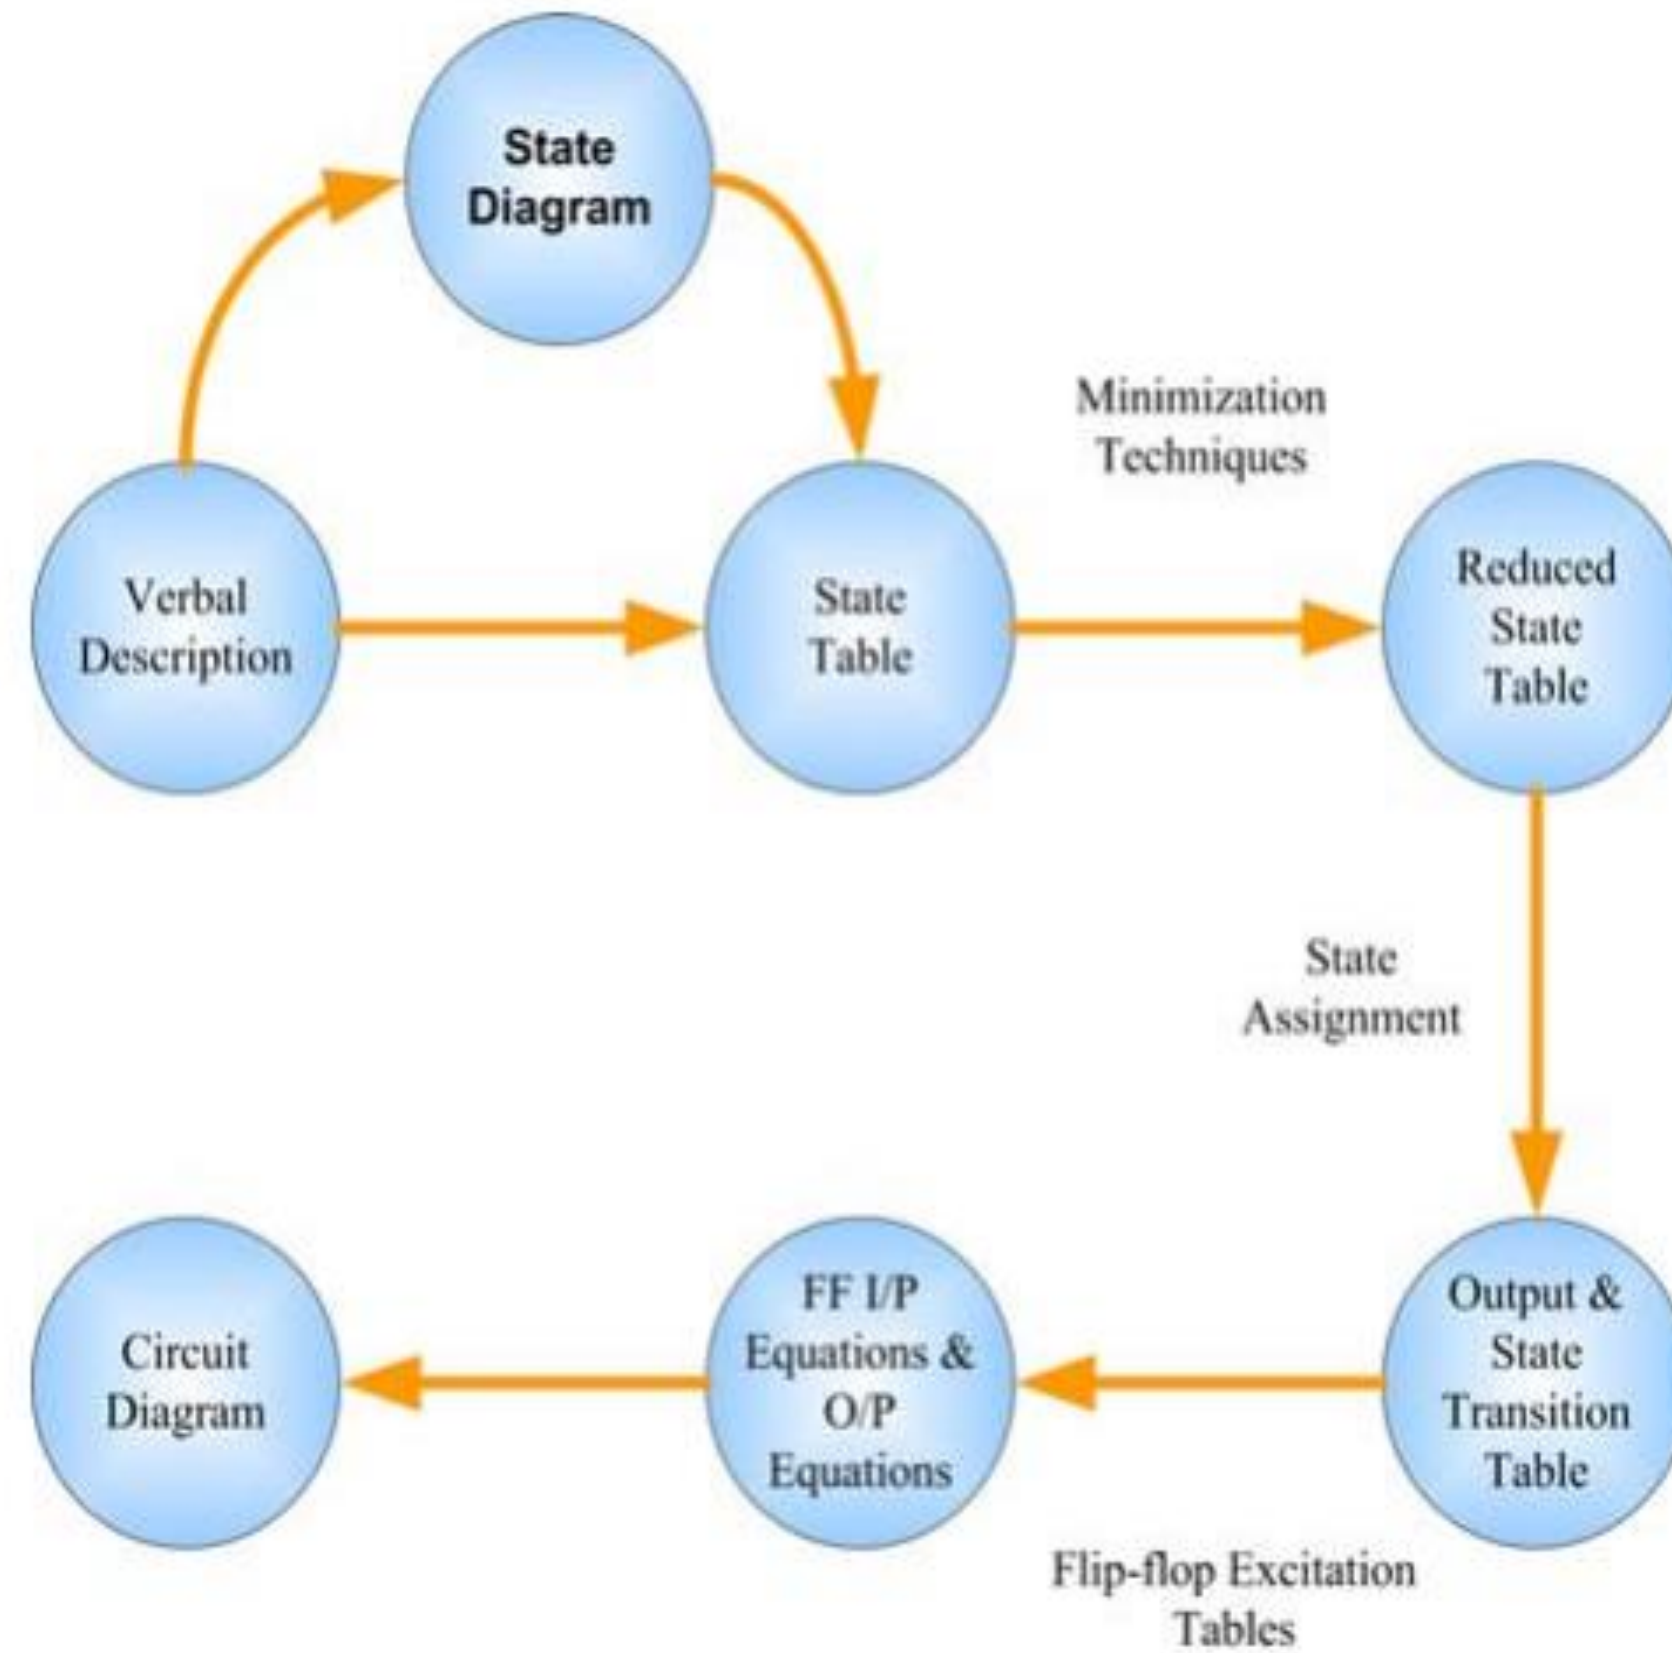 State
Diagram
Minimization
Techniques
Verbal
Description
State
Table
Reduced
State
Table
State
Assignment
Circuit
Diagram
FF I/P
Equations &
O/P
Equations
Output &
State
Transition
Table
Flip-flop Excitation
Tables